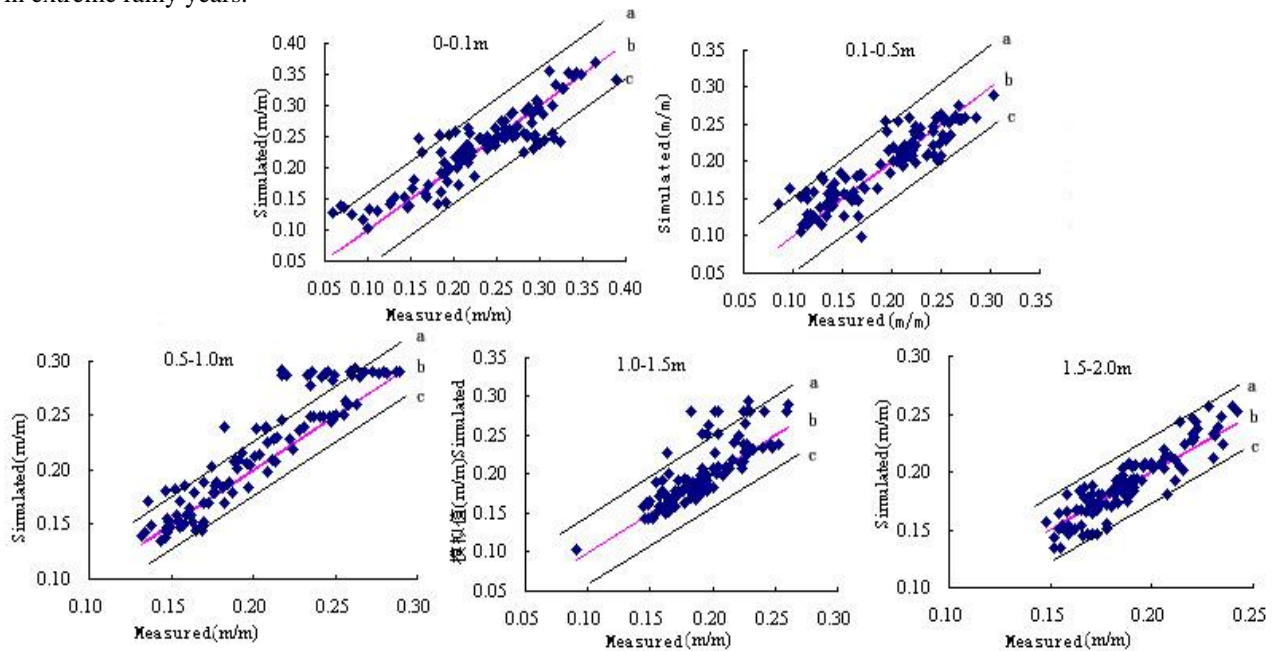 in extreme rainy years.
0-0.1m
a
b
c
0.40
0.35
0.30
0.25
0.20
0.15
0.10
0.05
Simulated(m/m)
0.05 0.10 0.15 0.20 0.25 0.30 0.35 0.40
Measured(m/m)
0.1-0.5m
a
b
c
0.35
0.30
0.25
0.20
0.15
0.10
0.05
Simulated(m/m)
0.05 0.10 0.15 0.20 0.25 0.30 0.35
Measured(m/m)
0.5-1.0m
a
b
c
0.30
0.25
0.20
0.15
0.10
Simulated(m/m)
0.10 0.15 0.20 0.25 0.30
Measured(m/m)
1.0-1.5m
a
b
c
0.35
0.30
0.25
0.20
0.15
0.10
0.05
模拟值(m/m)Simulated
0.05 0.10 0.15 0.20 0.25 0.30
Measured(m/m)
1.5-2.0m
a
b
c
0.30
0.25
0.20
0.15
0.10
Simulated(m/m)
0.10 0.15 0.20 0.25
Measured(m/m)